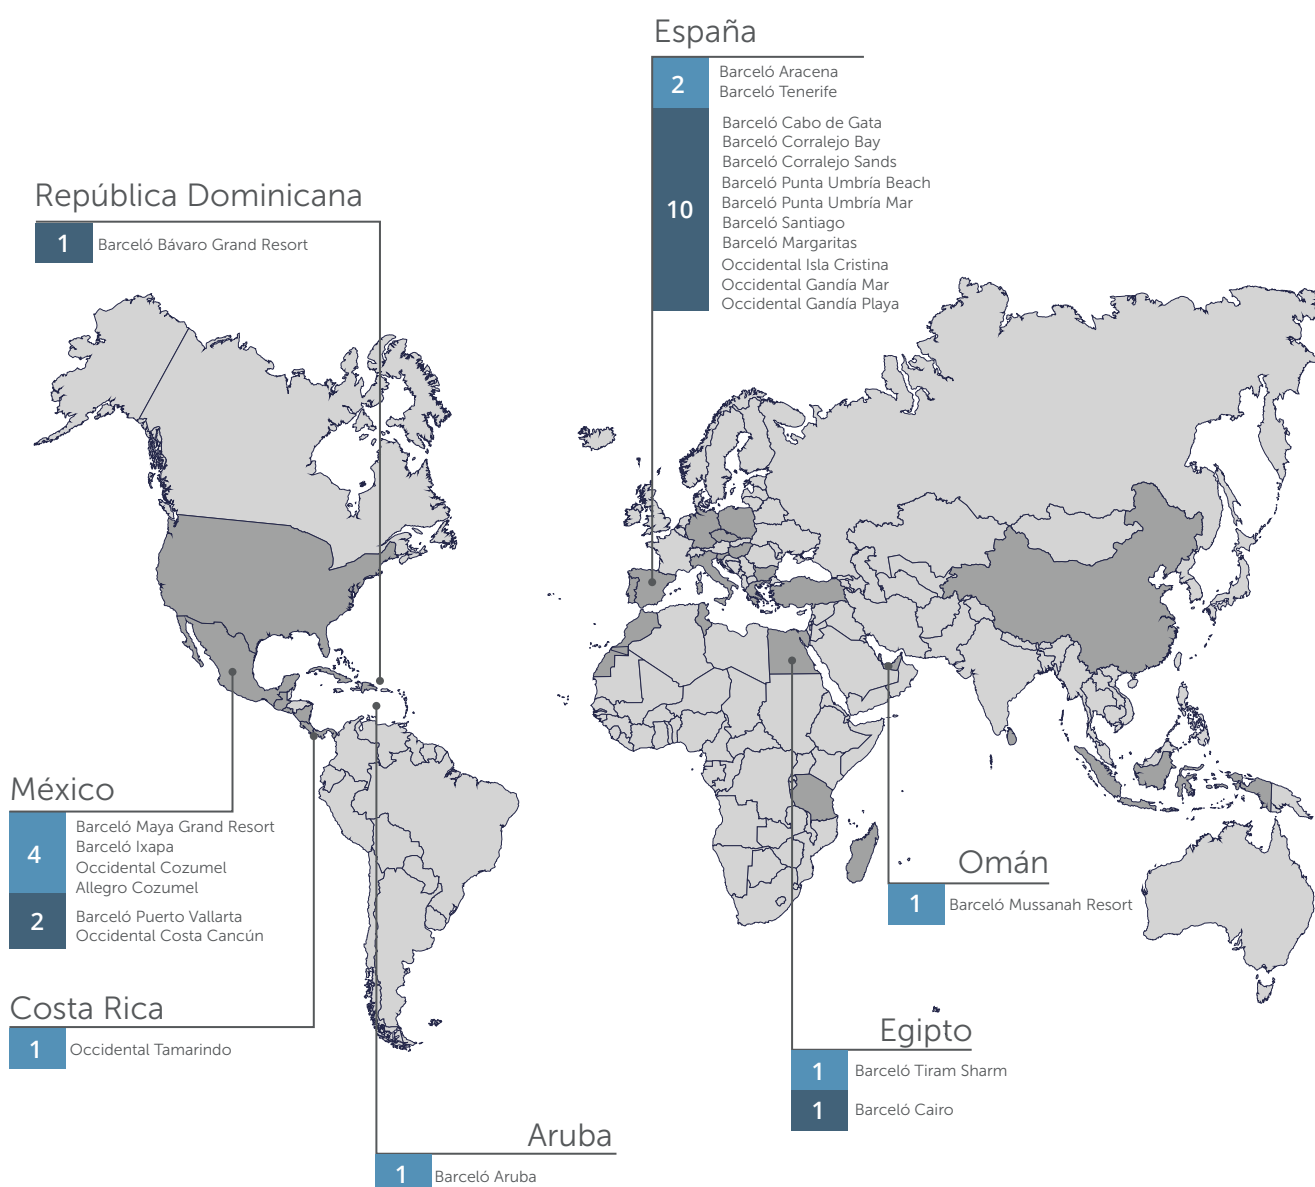 España
2
Barceló Aracena
Barceló Tenerife
10
Barceló Cabo de Gata
Barceló Corralejo Bay
Barceló Corralejo Sands
Barceló Punta Umbría Beach
Barceló Punta Umbría Mar
Barceló Santiago
Barceló Margaritas
Occidental Isla Cristina
Occidental Gandía Mar
Occidental Gandía Playa
República Dominicana
1
Barceló Bávaro Grand Resort
México
4
Barceló Maya Grand Resort
Barceló Ixapa
Occidental Cozumel
Allegro Cozumel
2
Barceló Puerto Vallarta
Occidental Costa Cancún
Costa Rica
1
Occidental Tamarindo
Aruba
1
Barceló Aruba
Omán
1
Barceló Mussanah Resort
Egipto
1
Barceló Tiram Sharm
1
Barceló Cairo